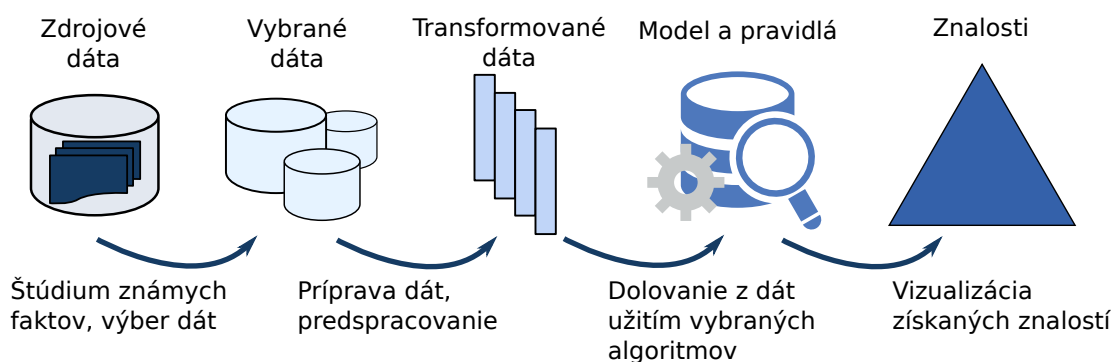 Zdrojové
dáta
Vybrané
dáta
Transformované
dáta
Model a pravidlá
Znalosti
Štúdium známych
faktov, výber dát
Príprava dát,
predspracovanie
Dolovanie z dát
užitím vybraných
algoritmov
Vizualizácia
získaných znalostí